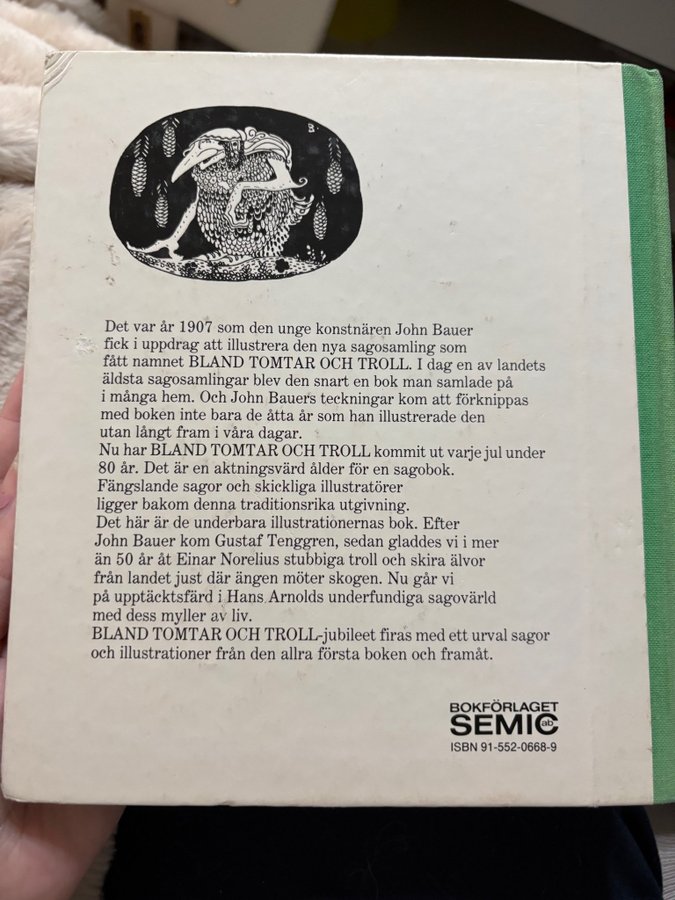 B
Det var år 1907 som den unge konstnären John Bauer
fick i uppdrag att illustrera den nya sagosamling som
fått namnet BLAND TOMTAR OCH TROLL. I dag en av landets
äldsta sagosamlingar blev den snart en bok man samlade på
i många hem. Och John Bauers teckningar kom att förknippas
med boken inte bara de åtta år som han illustrerade den
utan långt fram i våra dagar.
Nu har BLAND TOMTAR OCH TROLL kommit ut varje jul under
80 år. Det är en aktningsvärd ålder för en sagobok.
Fängslande sagor och skickliga illustratörer
ligger bakom denna traditionsrika utgivning.
Det här är de underbara illustrationernas bok. Efter
John Bauer kom Gustaf Tenggren, sedan gladdes vi i mer
än 50 år åt Einar Norelius stubbiga troll och skira älvor
från landet just där ängen möter skogen. Nu går vi
på upptäcktsfärd i Hans Arnolds underfundiga sagovärld
med dess myller av liv.
BLAND TOMTAR OCH TROLL-jubileet firas med ett urval sagor
och illustrationer från den allra första boken och framåt.
BOKFÖRLAGET
SEMIC ab
ISBN 91-552-0668-9